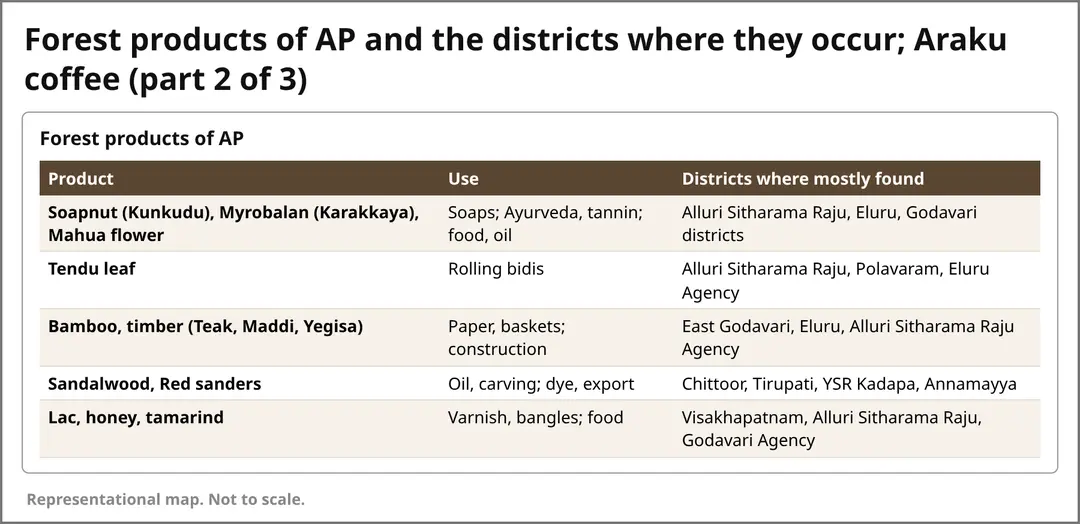 Forest products of AP and the districts where they occur; Araku
coffee (part 2 of 3)
Forest products of AP
Product Use Districts where mostly found
Soapnut (Kunkudu), Myrobalan (Karakkaya), Mahua flower Soaps; Ayurveda, tannin; food, oil Alluri Sitharama Raju, Eluru, Godavari districts
Tendu leaf Rolling bidis Alluri Sitharama Raju, Polavaram, Eluru Agency
Bamboo, timber (Teak, Maddi, Yegisa) Paper, baskets; construction East Godavari, Eluru, Alluri Sitharama Raju Agency
Sandalwood, Red sanders Oil, carving; dye, export Chittoor, Tirupati, YSR Kadapa, Annamayya
Lac, honey, tamarind Varnish, bangles; food Visakhapatnam, Alluri Sitharama Raju, Godavari Agency
Representational map. Not to scale.